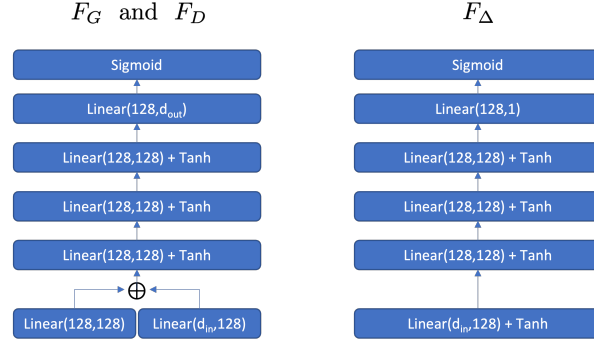 F_G and F_D
Sigmoid
Linear(128,d_out)
Linear(128,128) + Tanh
Linear(128,128) + Tanh
Linear(128,128) + Tanh
⊕
Linear(128,128)
Linear(d_in,128)
F_Δ
Sigmoid
Linear(128,1)
Linear(128,128) + Tanh
Linear(128,128) + Tanh
Linear(128,128) + Tanh
Linear(d_in,128) + Tanh